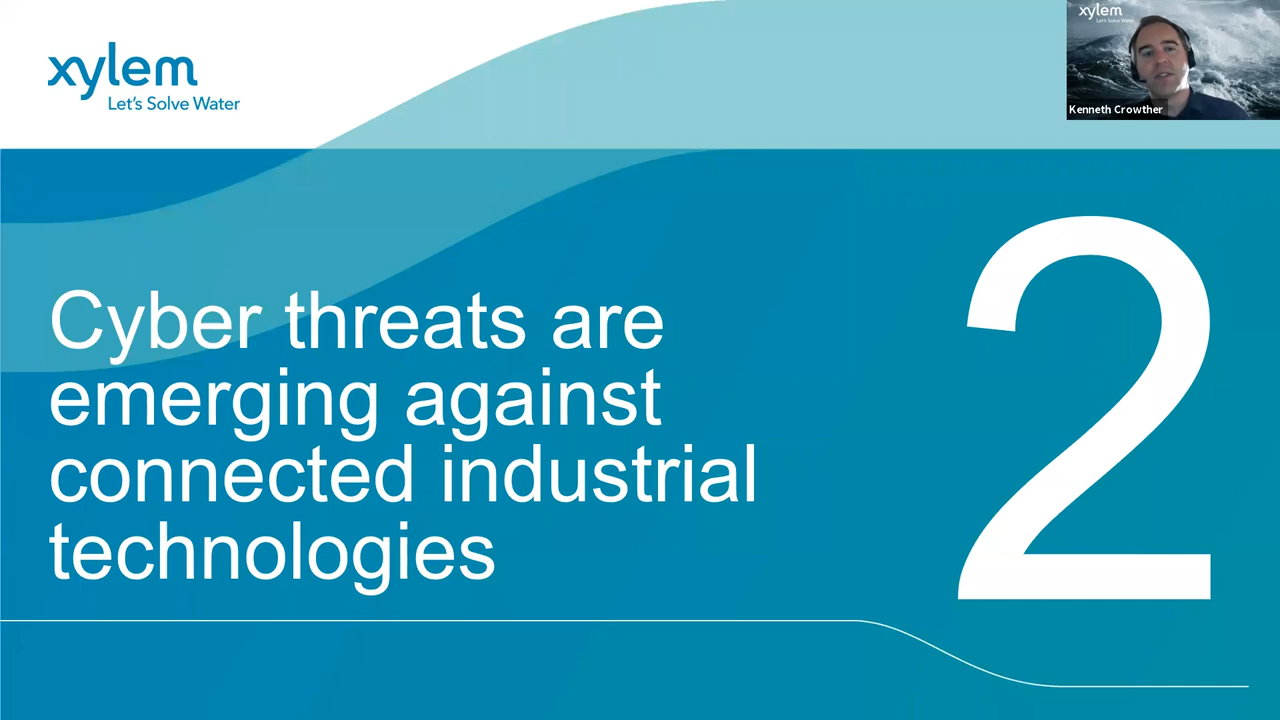 xylem
Let's Solve Water
xylem
Let's Solve Water
Kenneth Crowther
Cyber threats are
emerging against
connected industrial
technologies
2